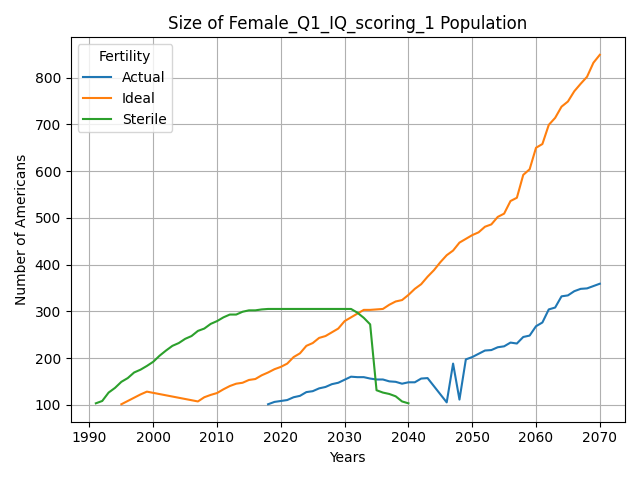 Size of Female_Q1_IQ_scoring_1 Population
Fertility
Actual
Ideal
Sterile
Number of Americans
800
700
600
500
400
300
200
100
1990 2000 2010 2020 2030 2040 2050 2060 2070
Years